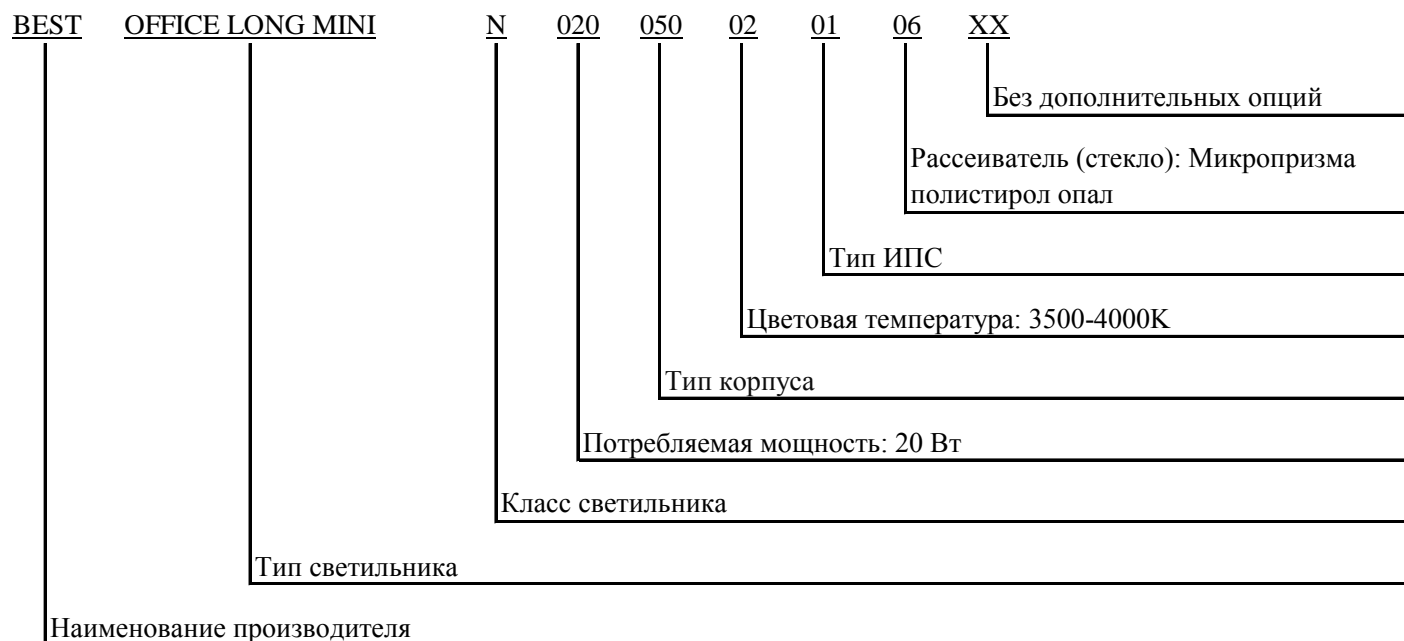 BEST OFFICE LONG MINI N 020 050 02 01 06 XX
Без дополнительных опций
Рассеиватель (стекло): Микропризма
полистирол опал
Тип ИПС
Цветовая температура: 3500-4000K
Тип корпуса
Потребляемая мощность: 20 Вт
Класс светильника
Тип светильника
Наименование производителя